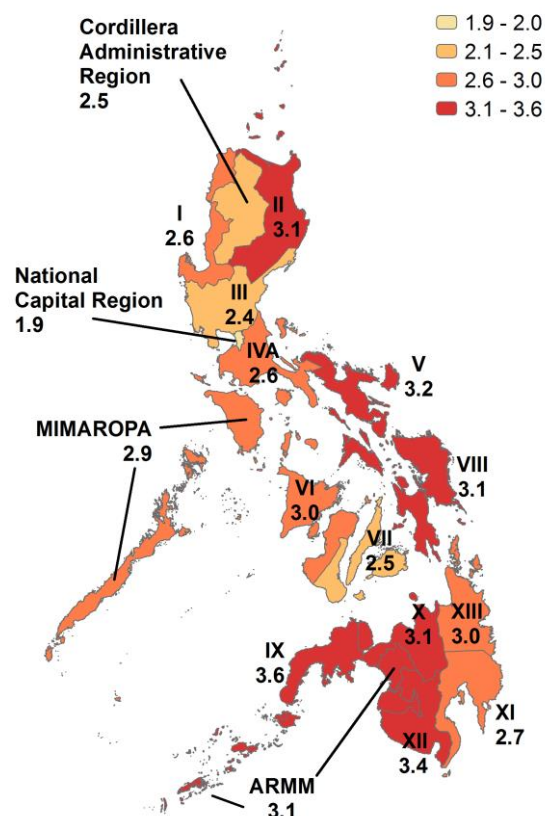 Cordillera
Administrative
Region
2.5
1.9 - 2.0
2.1 - 2.5
2.6 - 3.0
3.1 - 3.6
I
2.6
II
3.1
National
Capital Region
1.9
III
2.4
IVA
2.6
V
3.2
MIMAROPA
2.9
VIII
3.1
VI
3.0
VII
2.5
IX
3.6
X
3.1
XIII
3.0
XI
2.7
XII
3.4
ARMM
3.1